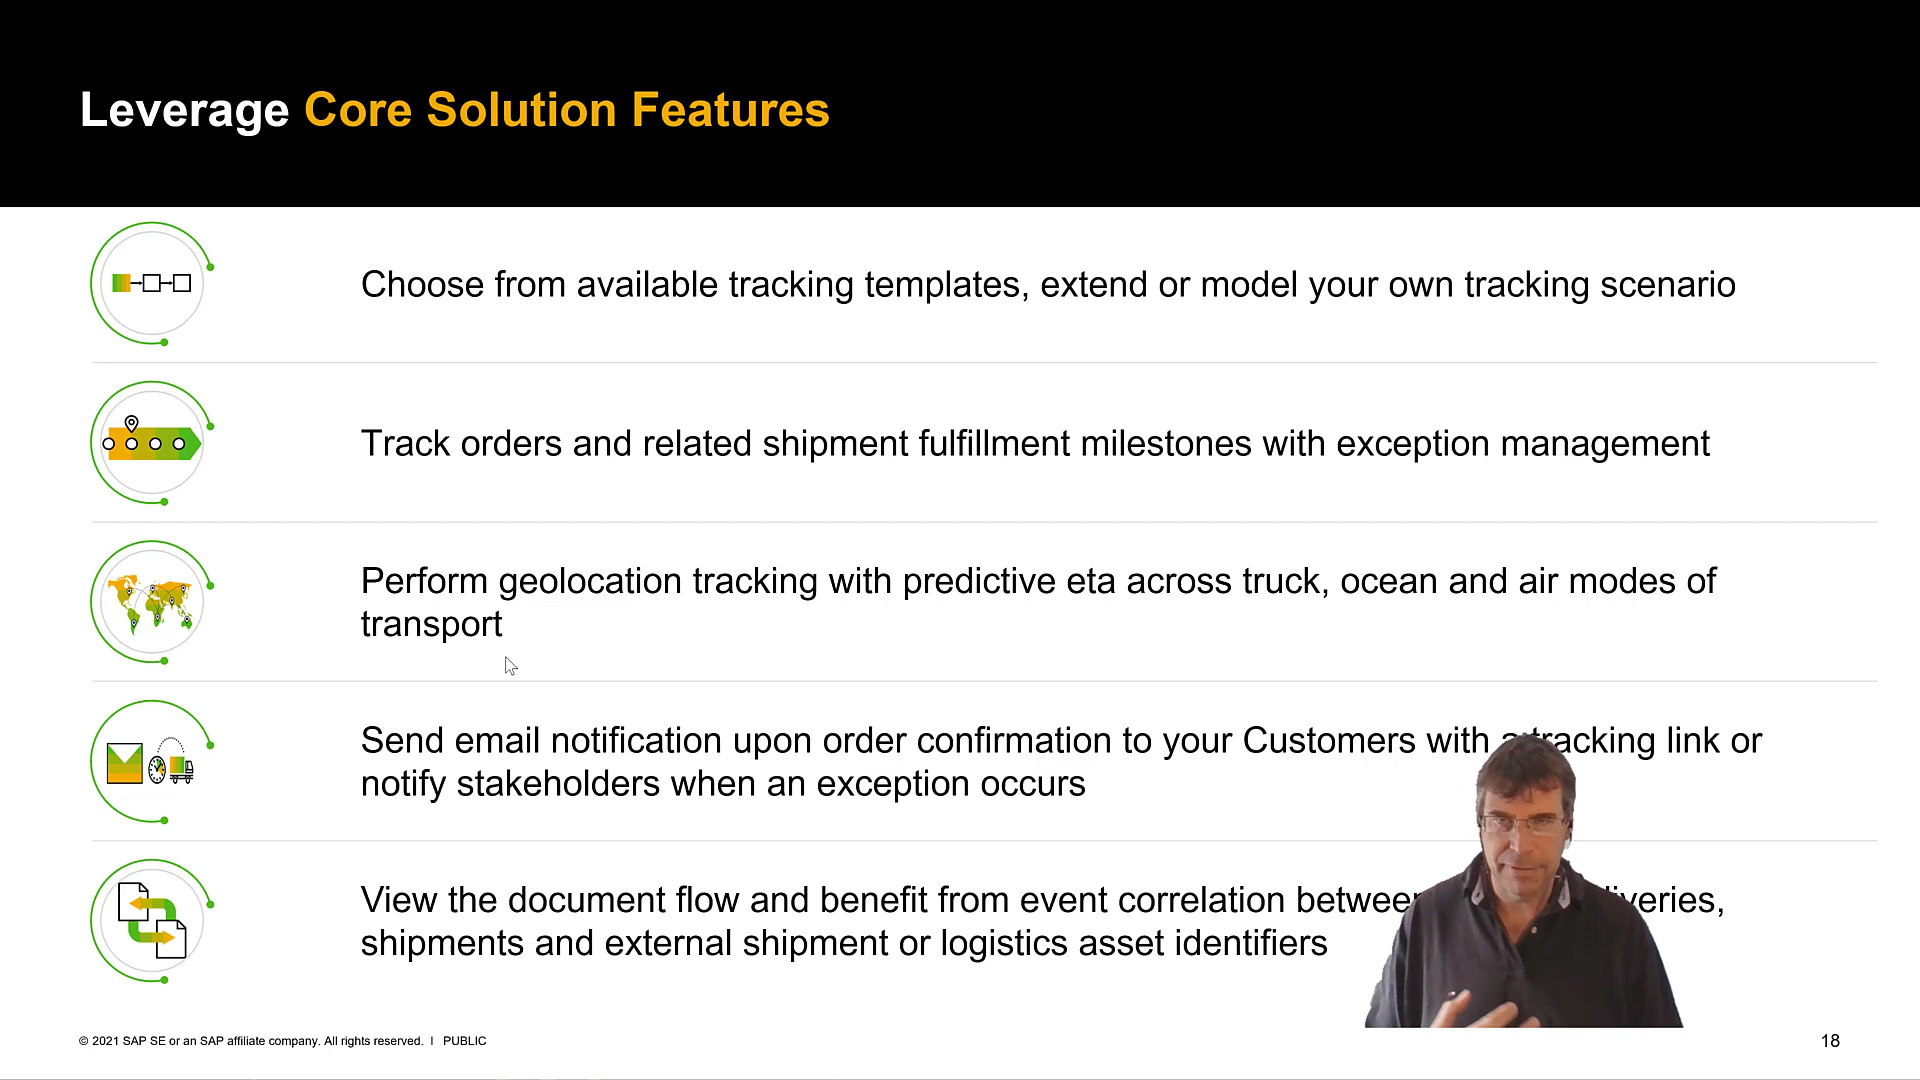 Leverage Core Solution Features
Choose from available tracking templates, extend or model your own tracking scenario
Track orders and related shipment fulfillment milestones with exception management
Perform geolocation tracking with predictive eta across truck, ocean and air modes of
transport
Send email notification upon order confirmation to your Customers with a tracking link or
notify stakeholders when an exception occurs
View the document flow and benefit from event correlation between
shipments and external shipment or logistics asset identifiers
© 2021 SAP SE or an SAP affiliate company. All rights reserved. I PUBLIC
18